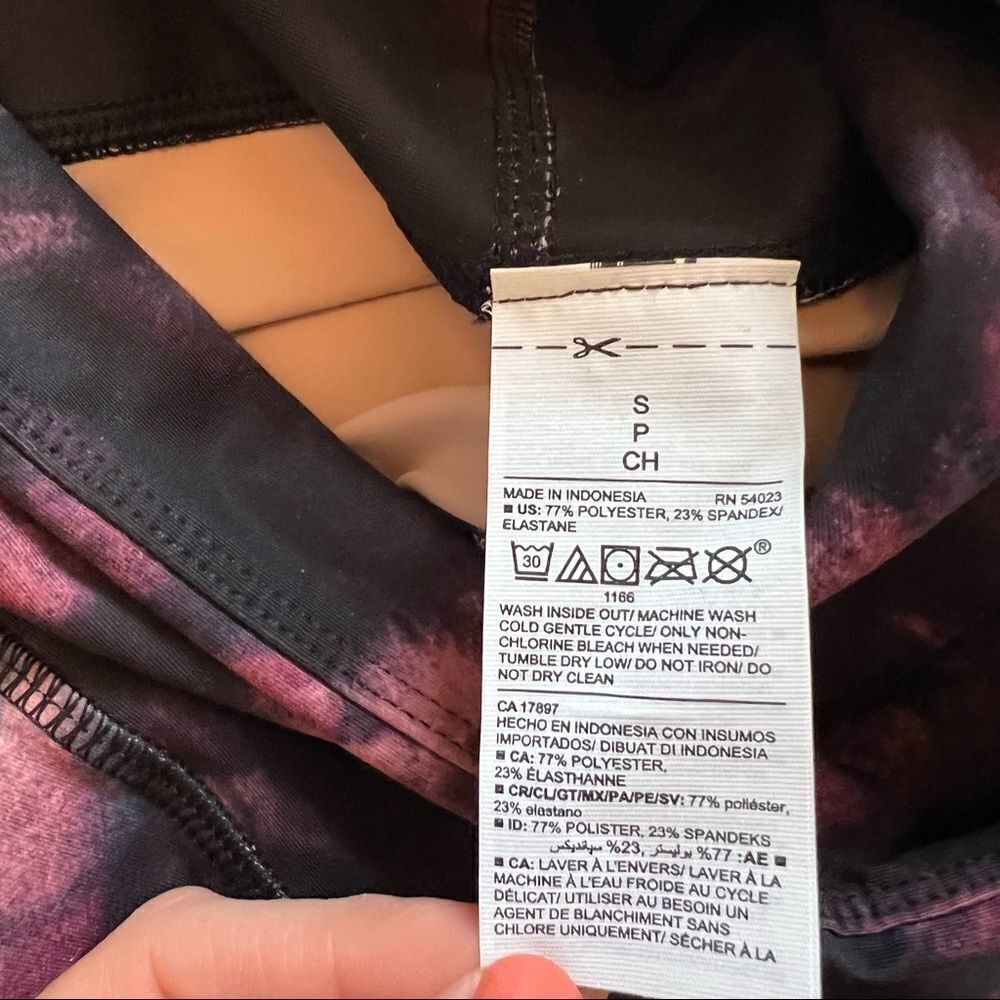 S
P
CH
MADE IN INDONESIA RN 54023
US: 77% POLYESTER, 23% SPANDEX/
ELASTANE
30 ®
1166
WASH INSIDE OUT/ MACHINE WASH
COLD GENTLE CYCLE/ ONLY NON-
CHLORINE BLEACH WHEN NEEDED/
TUMBLE DRY LOW/ DO NOT IRON/ DO
NOT DRY CLEAN
CA 17897
HECHO EN INDONESIA CON INSUMOS
IMPORTADOS/ DIBUAT DI INDONESIA
CA: 77% POLYESTER,
23% ÉLASTHANNE
CR/CL/GT/MX/PA/PE/SV: 77% poliéster,
23% elastano
ID: 77% POLISTER, 23% SPANDEKS
AE: 77% بوليستر, 23% سباندكس
CA: LAVER À L'ENVERS/ LAVER À LA
MACHINE À L'EAU FROIDE AU CYCLE
DÉLICAT/ UTILISER AU BESOIN UN
AGENT DE BLANCHIMENT SANS
CHLORE UNIQUEMENT/ SÉCHER À LA